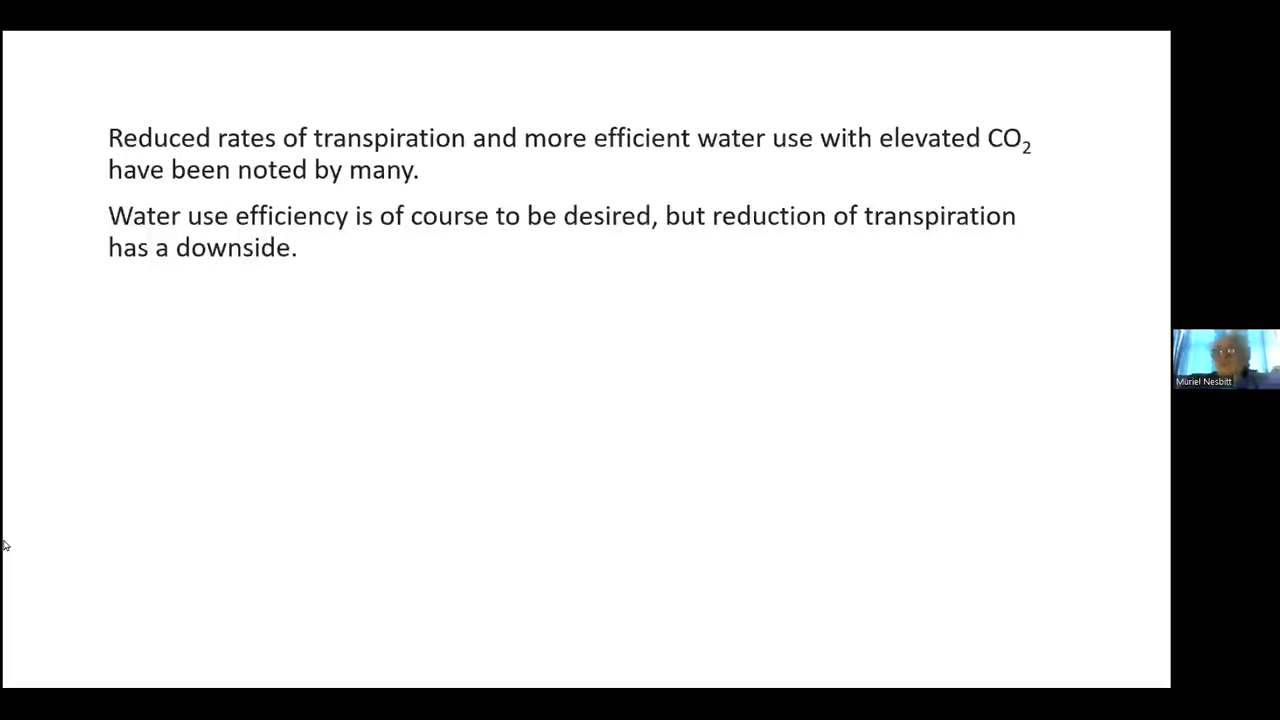 Reduced rates of transpiration and more efficient water use with elevated CO₂
have been noted by many.
Water use efficiency is of course to be desired, but reduction of transpiration
has a downside.
Muriel Nesbitt